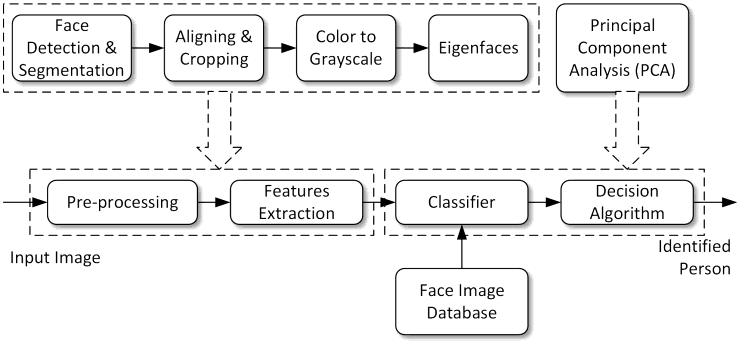 Face
Detection &
Segmentation
Aligning &
Cropping
Color to
Grayscale
Eigenfaces
Principal
Component
Analysis (PCA)
Pre-processing
Features
Extraction
Classifier
Decision
Algorithm
Input Image
Identified
Person
Face Image
Database